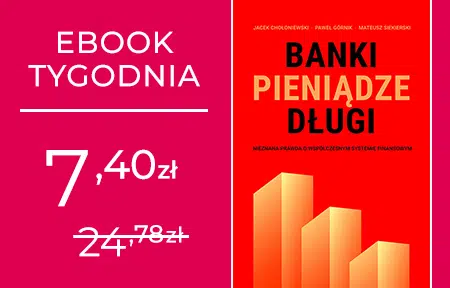 EBOOK
TYGODNIA
7,40zł
24,78zł
JACEK CHOŁONIEWSKI • PAWEŁ GÓRNIK • MATEUSZ SIEKIERSKI
BANKI
PIENIĄDZE
DŁUGI
NIEZNANA PRAWDA O WSPÓŁCZESNYM SYSTEMIE FINANSOWYM